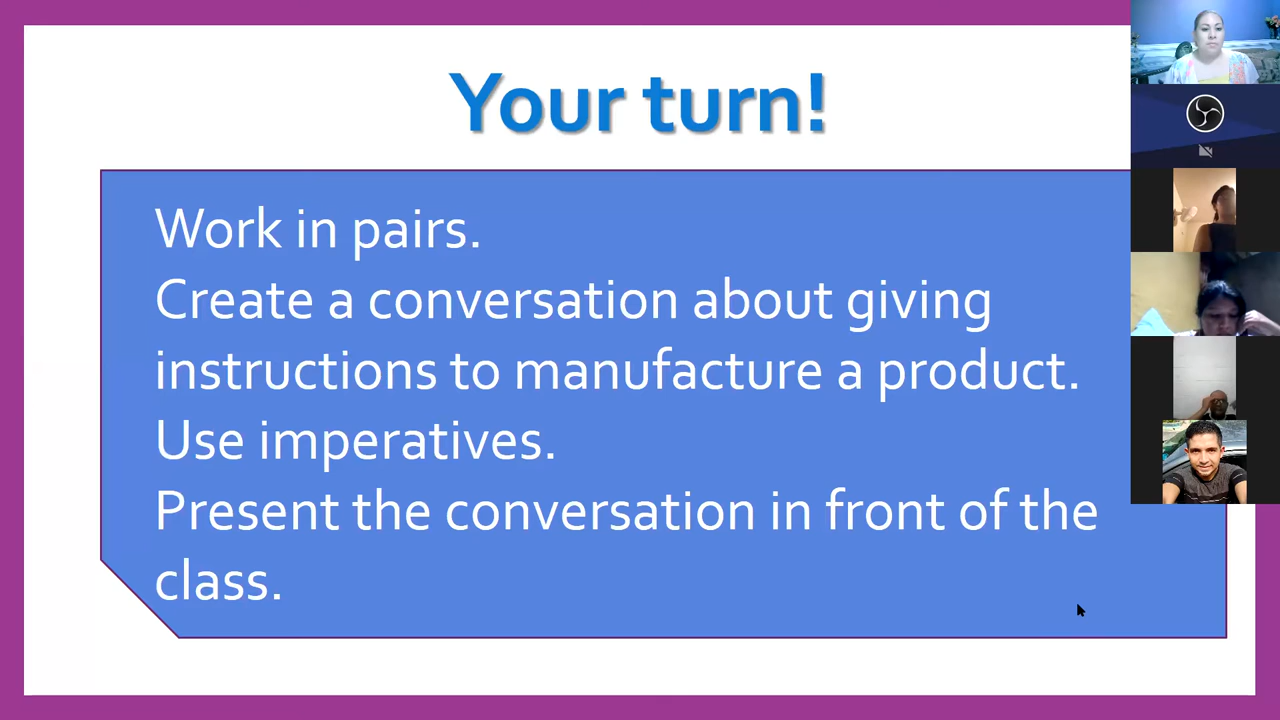 Your turn!
Work in pairs.
Create a conversation about giving
instructions to manufacture a product.
Use imperatives.
Present the conversation in front of the
class.